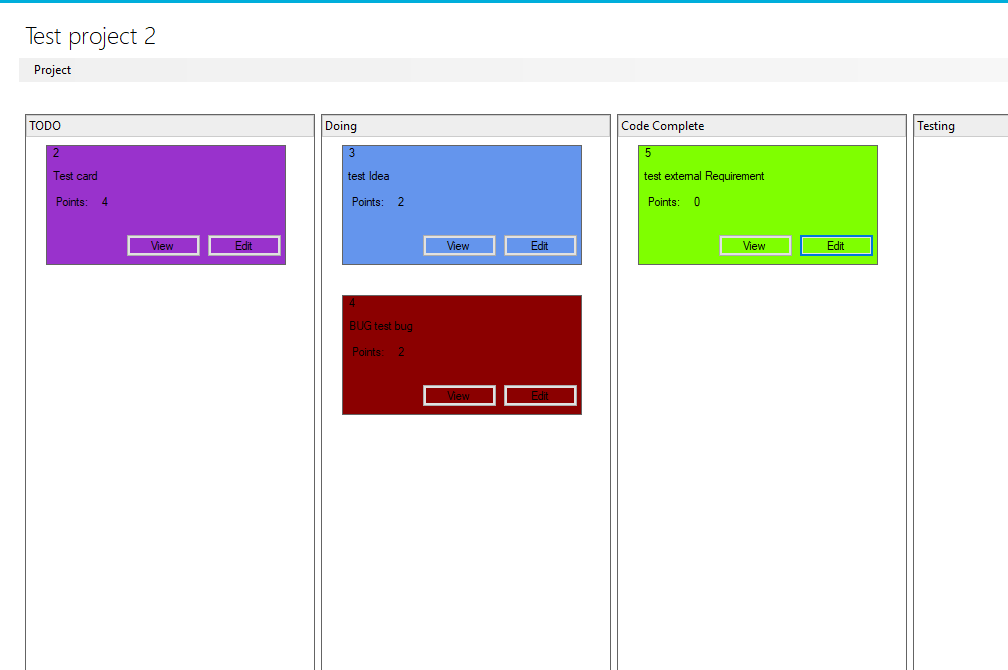 Test project 2
Project
TODO
2
Test card
Points: 4
View Edit
Doing
3
test Idea
Points: 2
View Edit
4
BUG test bug
Points: 2
View Edit
Code Complete
5
test external Requirement
Points: 0
View Edit
Testing